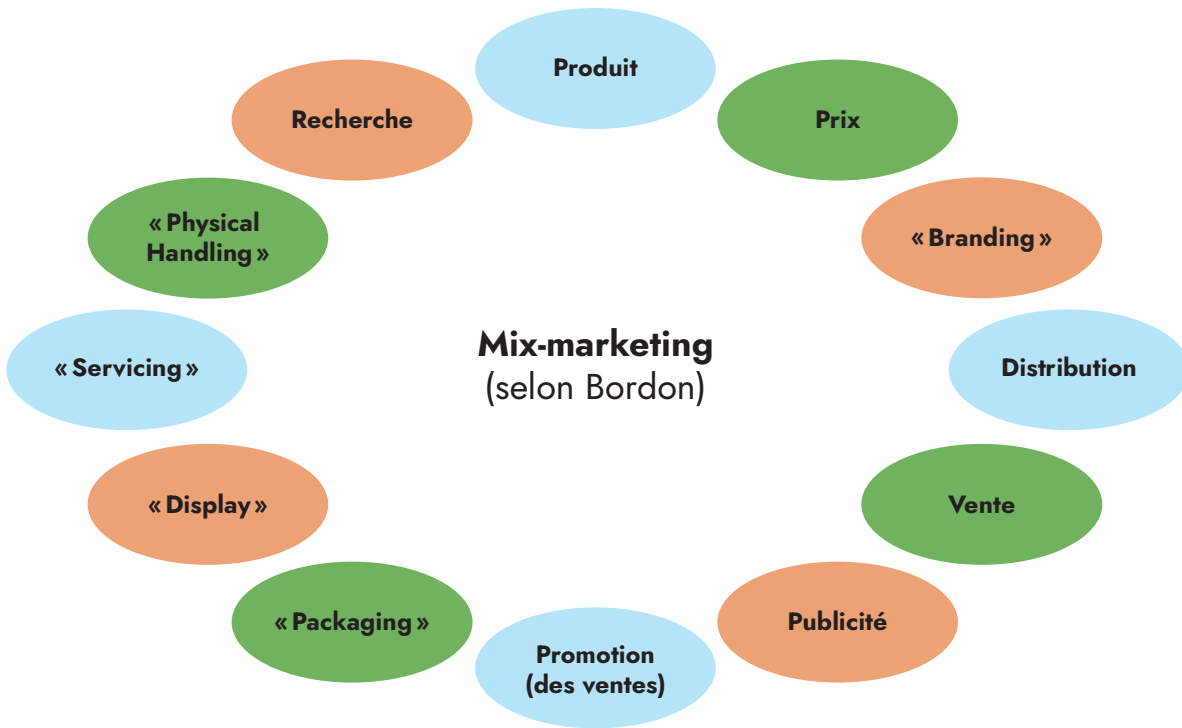 Produit
Recherche
Prix
« Physical
Handling »
« Branding »
Mix-marketing
(selon Bordon)
« Servicing »
Distribution
« Display »
Vente
« Packaging »
Publicité
Promotion
(des ventes)